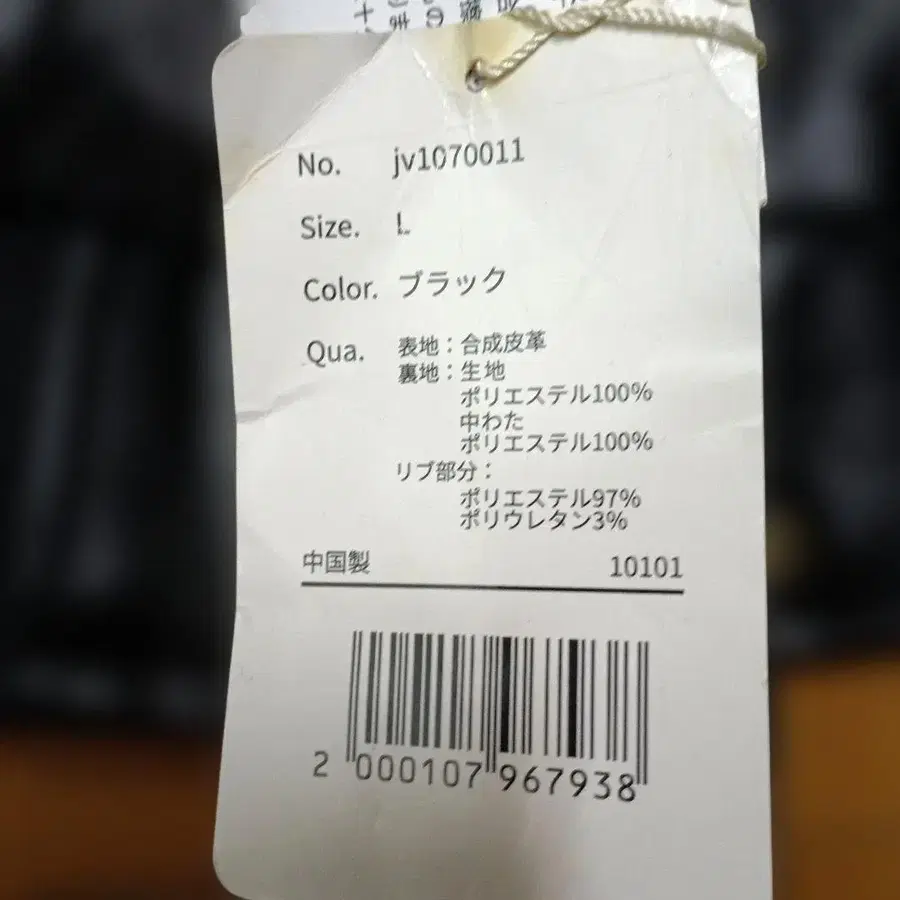 No. jv1070011
Size. L
Color. ブラック
Qua. 表地：合成皮革
裏地：生地
ポリエステル100%
中わた
ポリエステル100%
リブ部分：
ポリエステル97%
ポリウレタン3%
中国製 10101
2 000107 967938